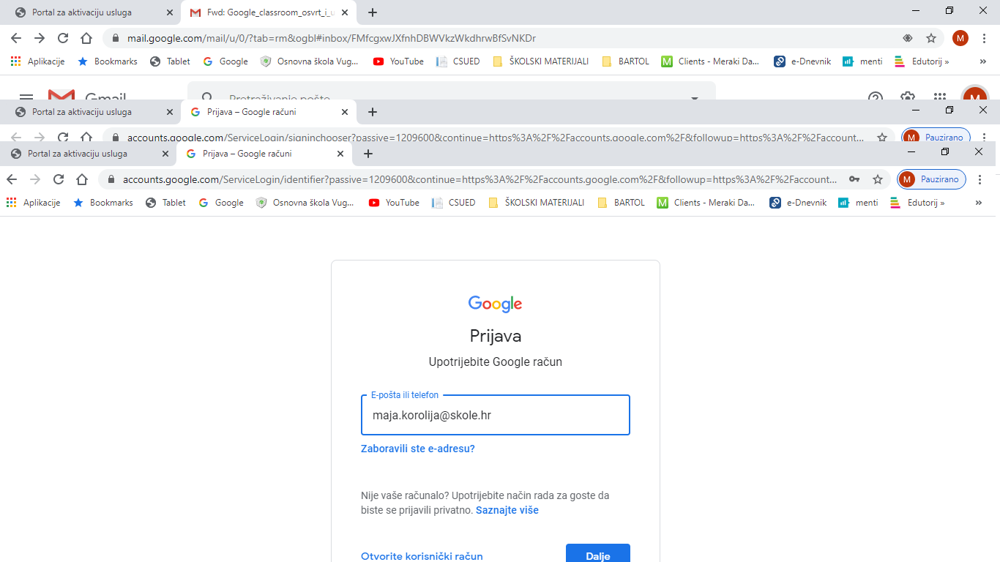 Portal za aktivaciju usluga
Fwd: Google_classroom_osvrt_i_u
mail.google.com/mail/u/0/?tab=rm&ogbl#inbox/FMfcgxwJXfnhDBWVkzWkdhrwBfSvNKDr
M
Aplikacije Bookmarks Tablet Google Osnovna škola Vug... YouTube CSUED ŠKOLSKI MATERIJALI BARTOL Clients - Meraki Da... e-Dnevnik menti Edutorij »
Gmail Pretraživanje pošte M
Portal za aktivaciju usluga
Prijava – Google računi
accounts.google.com/ServiceLogin/signinchooser?passive=1209600&continue=https%3A%2F%2Faccounts.google.com%2F&followup=https%3A%2F%2Faccount...
M Pauzirano
Portal za aktivaciju usluga
Prijava – Google računi
accounts.google.com/ServiceLogin/identifier?passive=1209600&continue=https%3A%2F%2Faccounts.google.com%2F&followup=https%3A%2F%2Faccount...
M Pauzirano
Aplikacije Bookmarks Tablet Google Osnovna škola Vug... YouTube CSUED ŠKOLSKI MATERIJALI BARTOL Clients - Meraki Da... e-Dnevnik menti Edutorij »
Google
Prijava
Upotrijebite Google račun
E-pošta ili telefon
maja.korolija@skole.hr
Zaboravili ste e-adresu?
Nije vaše računalo? Upotrijebite način rada za goste da
biste se prijavili privatno. Saznajte više
Otvorite korisnički račun
Dalje